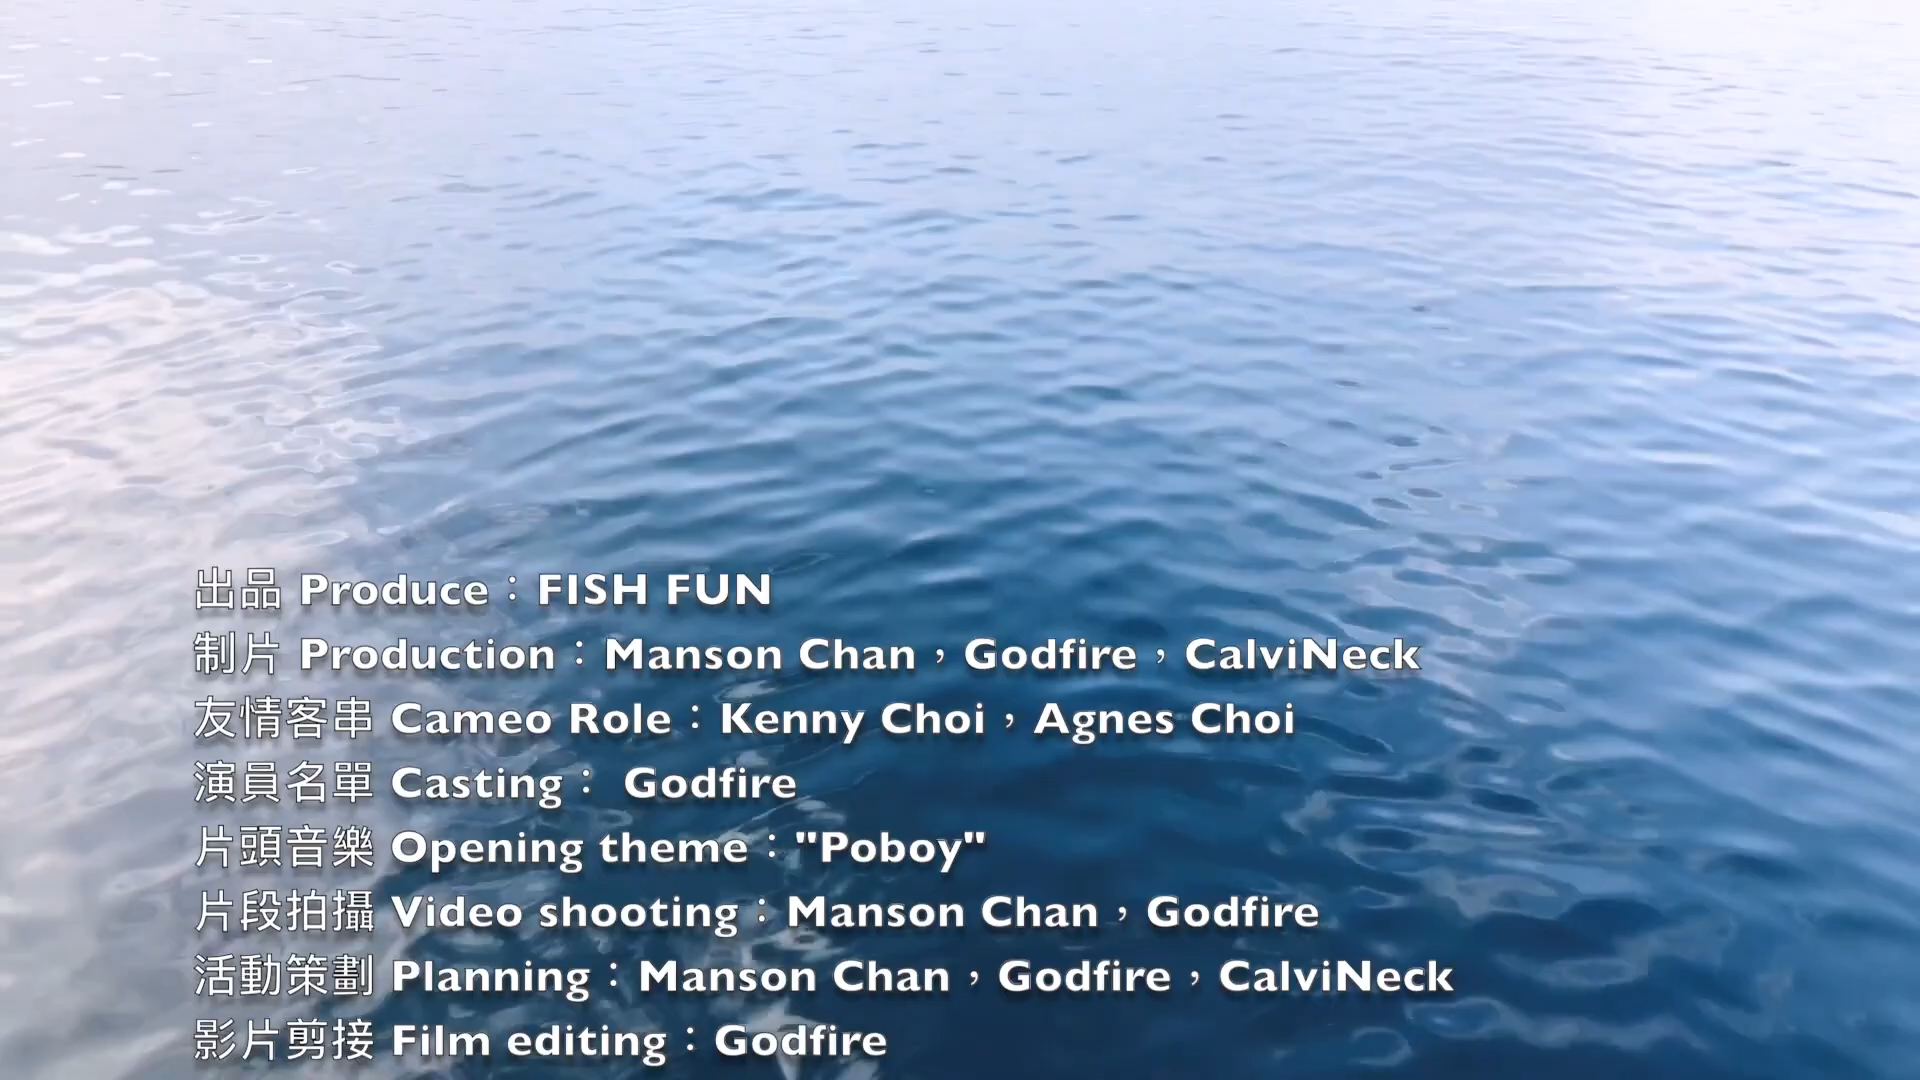 出品 Produce：FISH FUN
制片 Production：Manson Chan，Godfire，CalviNeck
友情客串 Cameo Role：Kenny Choi，Agnes Choi
演員名單 Casting： Godfire
片頭音樂 Opening theme："Poboy"
片段拍攝 Video shooting：Manson Chan，Godfire
活動策劃 Planning：Manson Chan，Godfire，CalviNeck
影片剪接 Film editing：Godfire